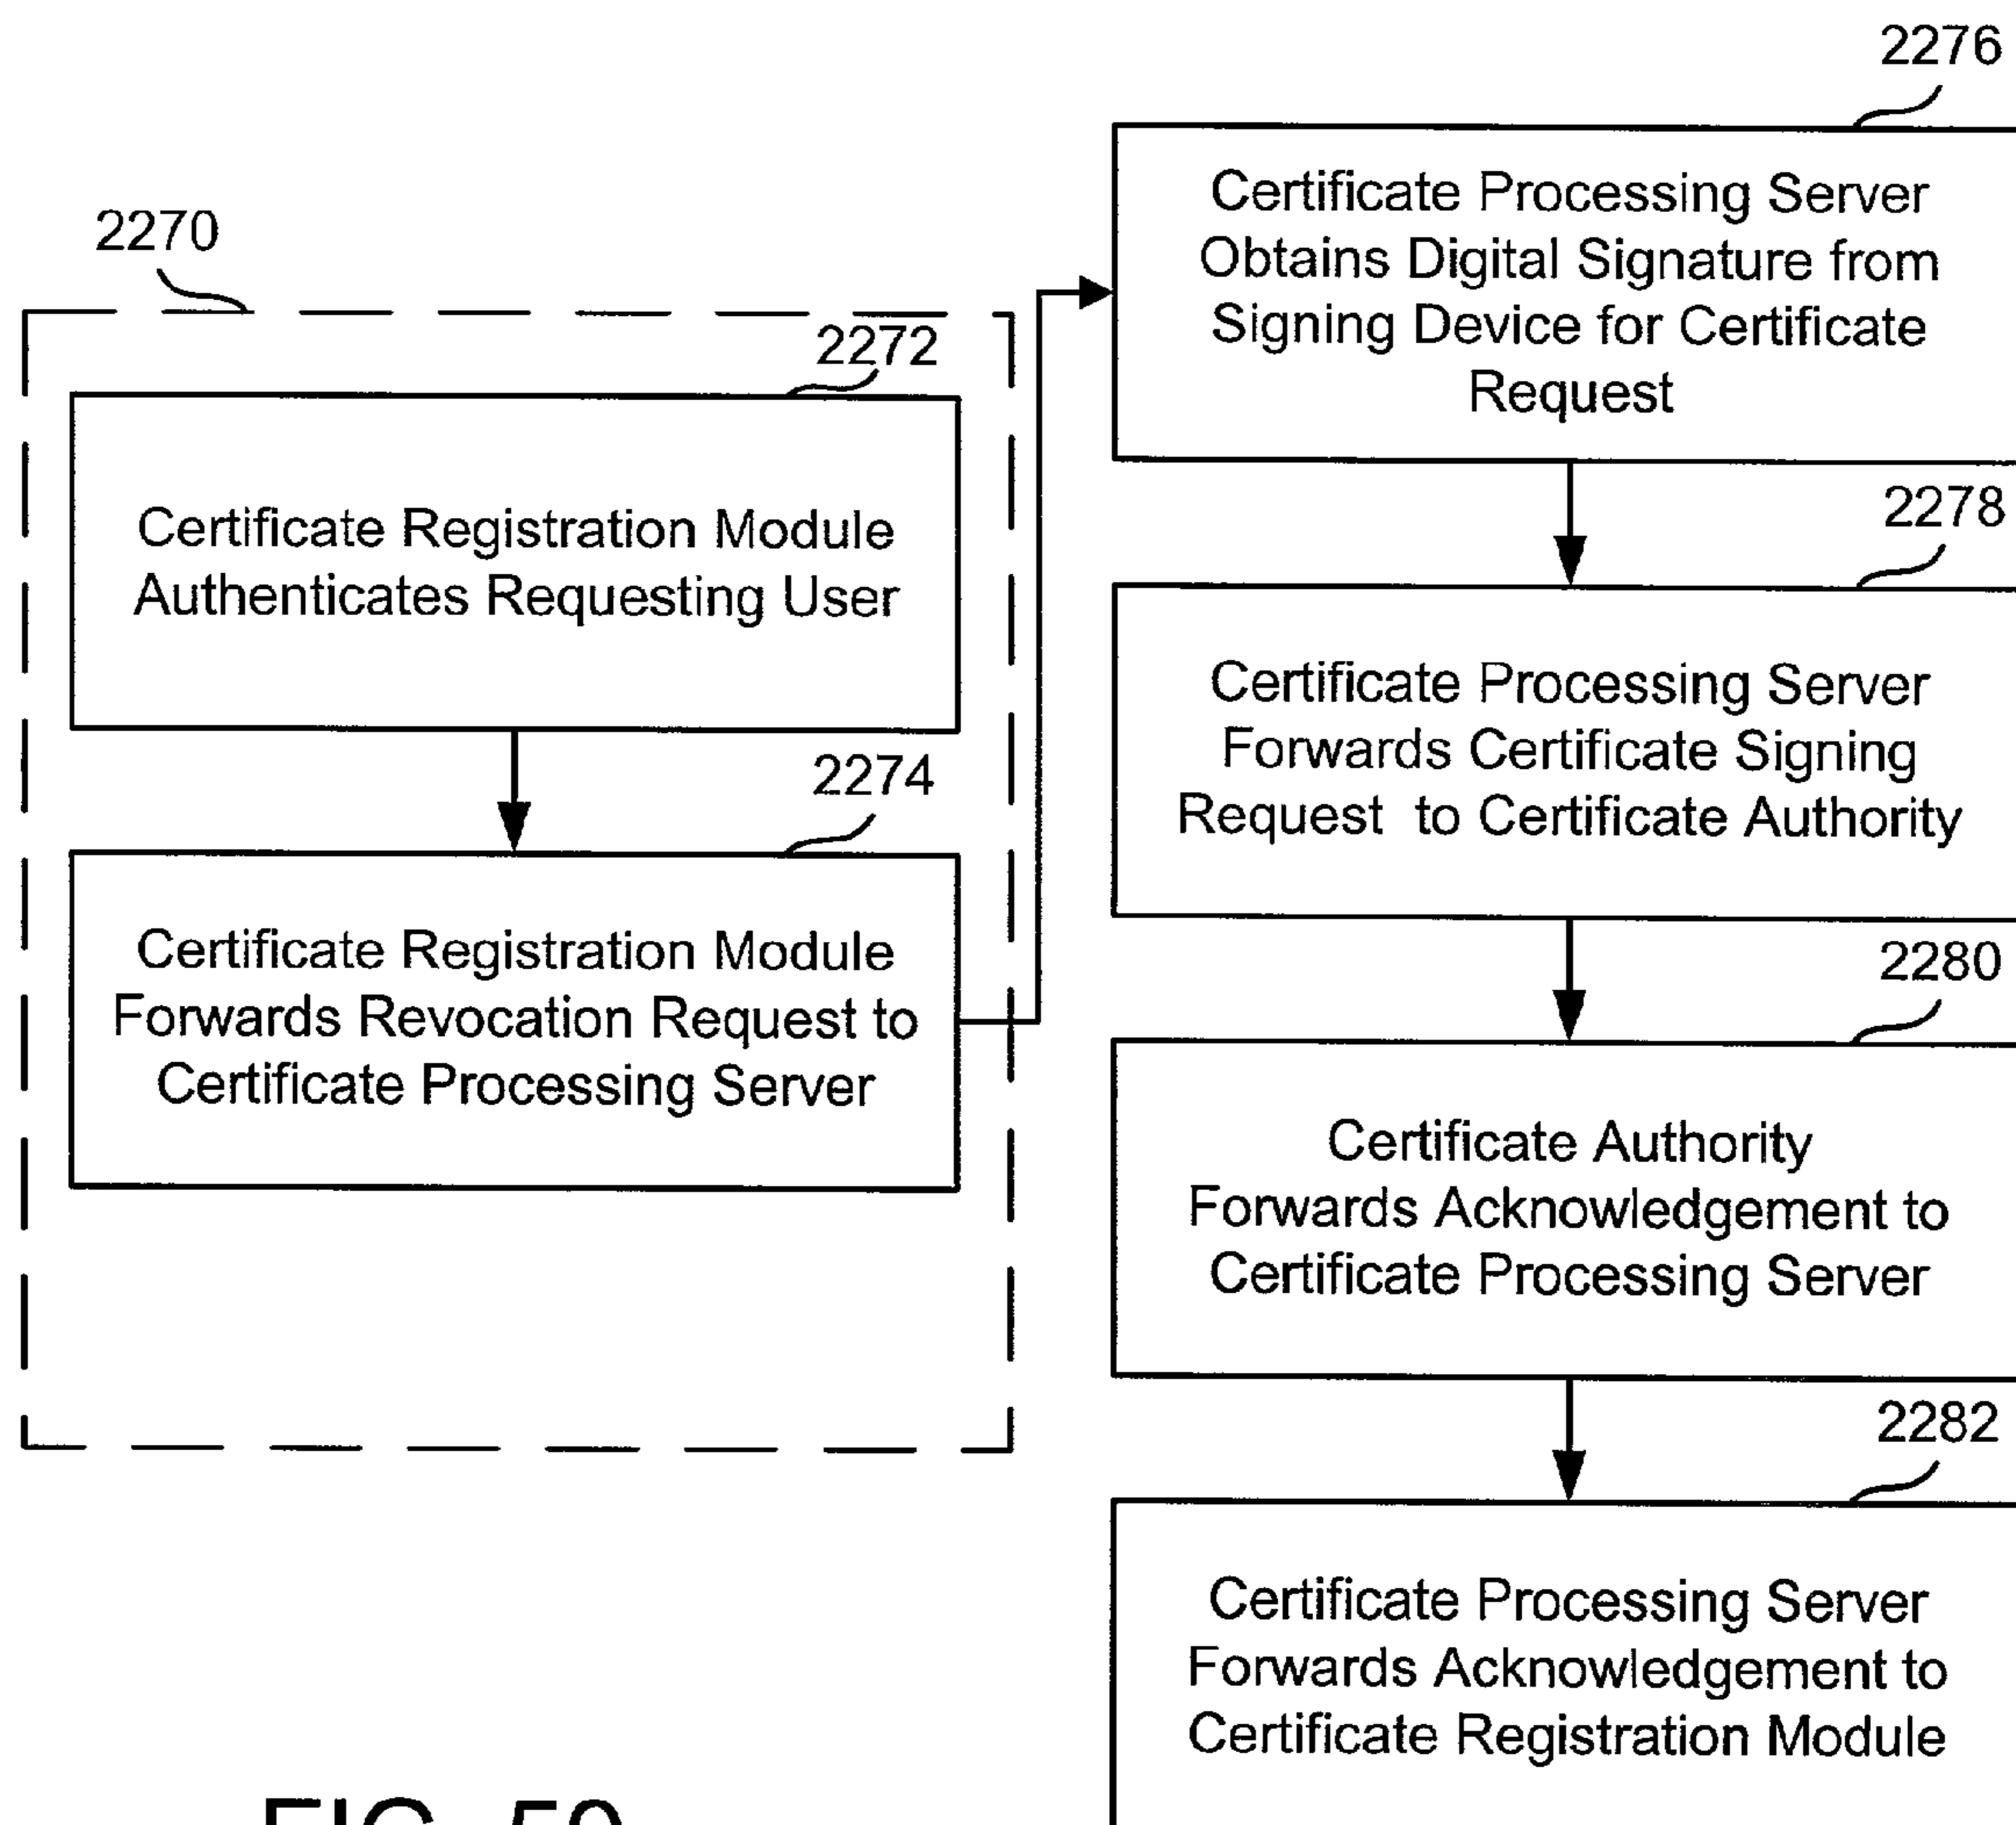 2270
2272
Certificate Registration Module
Authenticates Requesting User
2274
Certificate Registration Module
Forwards Revocation Request to
Certificate Processing Server
2276
Certificate Processing Server
Obtains Digital Signature from
Signing Device for Certificate
Request
2278
Certificate Processing Server
Forwards Certificate Signing
Request to Certificate Authority
2280
Certificate Authority
Forwards Acknowledgement to
Certificate Processing Server
2282
Certificate Processing Server
Forwards Acknowledgement to
Certificate Registration Module
FIG.